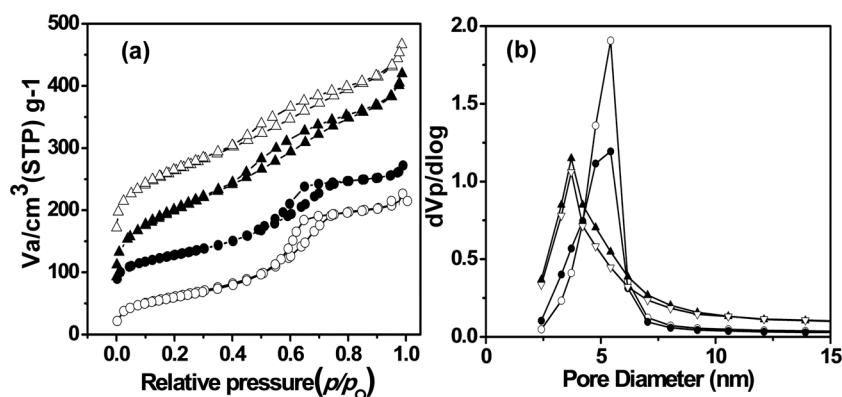 (a)
Va/cm³(STP) g-1
500
400
300
200
100
0
0.0 0.2 0.4 0.6 0.8 1.0
Relative pressure(p/p₀)
(b)
dVp/dlog
2.0
1.5
1.0
0.5
0.0
0 5 10 15
Pore Diameter (nm)